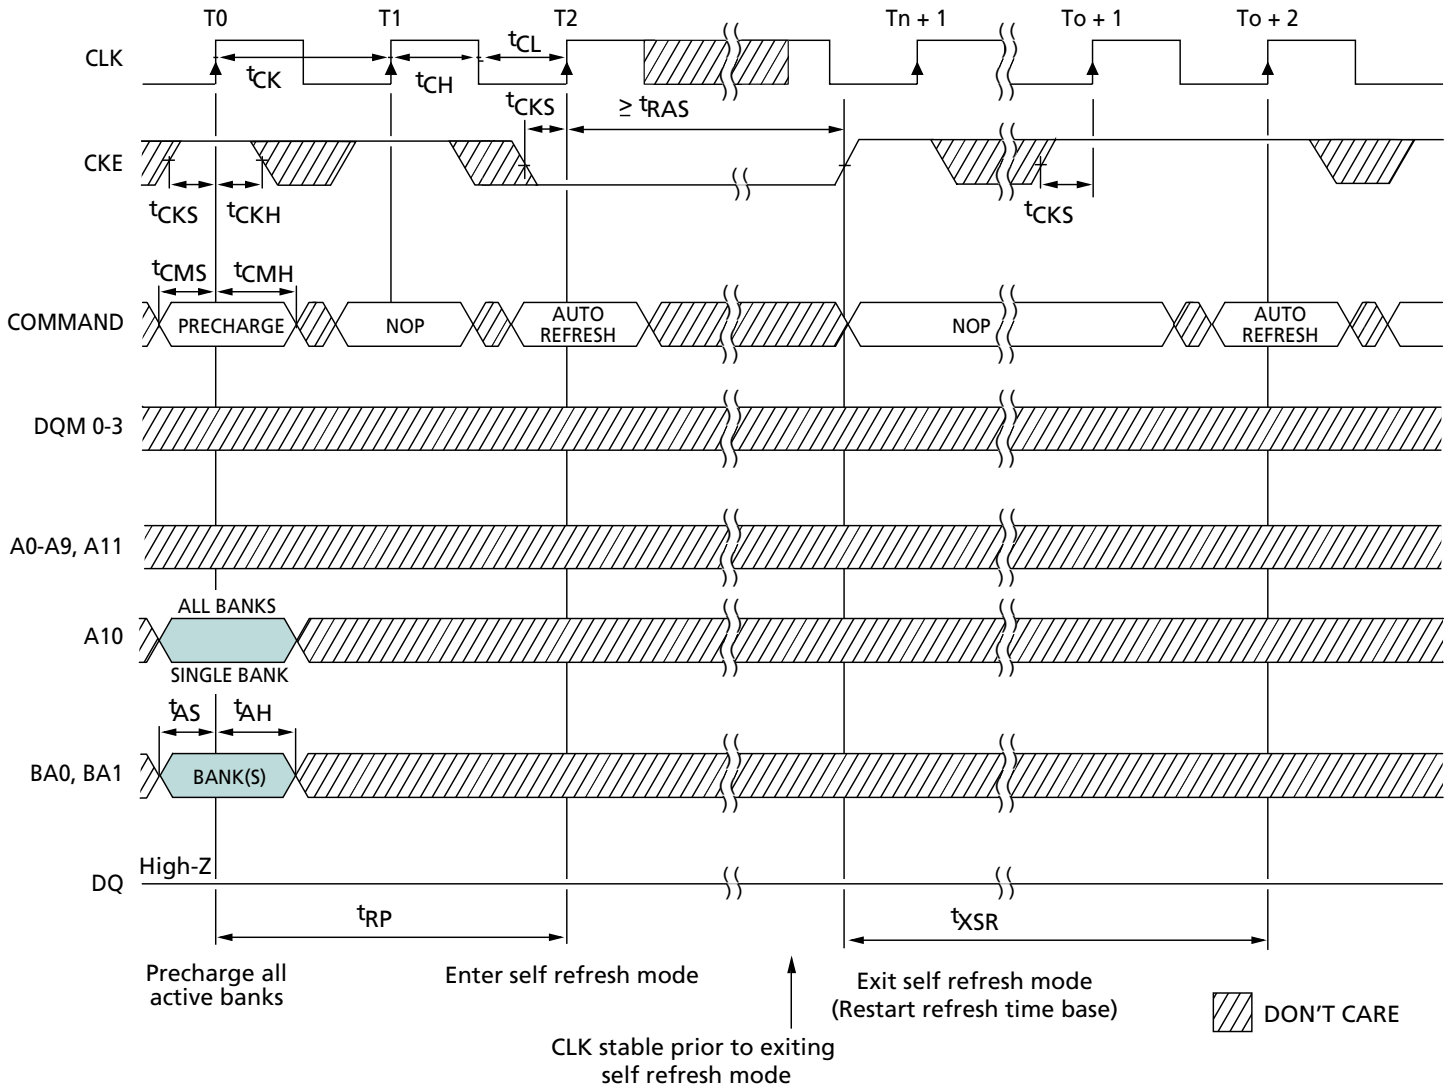 T0
T1
T2
Tn + 1
To + 1
To + 2
CLK
tCK
tCH
tCL
tCKS
≥ tRAS
CKE
tCKS
tCKH
tCKS
tCMS
tCMH
COMMAND
PRECHARGE
NOP
AUTO
REFRESH
NOP
AUTO
REFRESH
DQM 0-3
A0-A9, A11
ALL BANKS
A10
SINGLE BANK
tAS
tAH
BA0, BA1
BANK(S)
High-Z
DQ
tRP
tXSR
Precharge all
active banks
Enter self refresh mode
Exit self refresh mode
(Restart refresh time base)
DON'T CARE
CLK stable prior to exiting
self refresh mode